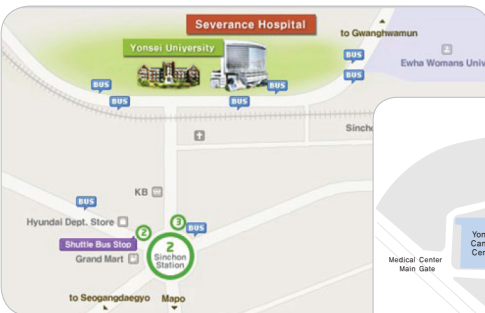 Severance Hospital
to Gwanghwamun
Yonsei University
BUS
Ewha Womans Univ
BUS
BUS
BUS
BUS
BUS
KB
BUS
Hyundai Dept. Store
2
3
BUS
Shuttle Bus Stop
2
Sinchon
Station
Grand Mart
to Seogangdaegyo
Mapo
Medical Center
Main Gate